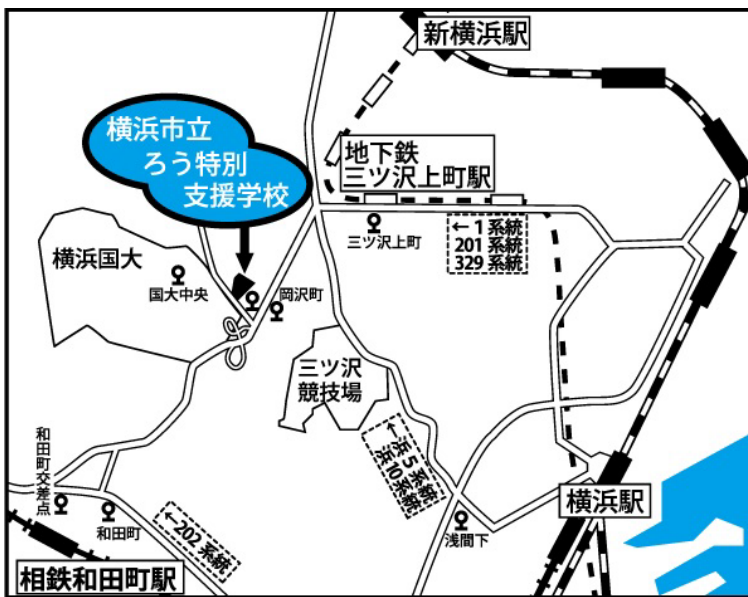 新横浜駅
横浜市立
ろう特別
支援学校
地下鉄
三ツ沢上町駅
三ツ沢上町
←1系統
201系統
329系統
横浜国大
国大中央
岡沢町
三ツ沢
競技場
←浜5系統
浜10系統
和田町交差点
和田町
←202系統
浅間下
横浜駅
相鉄和田町駅